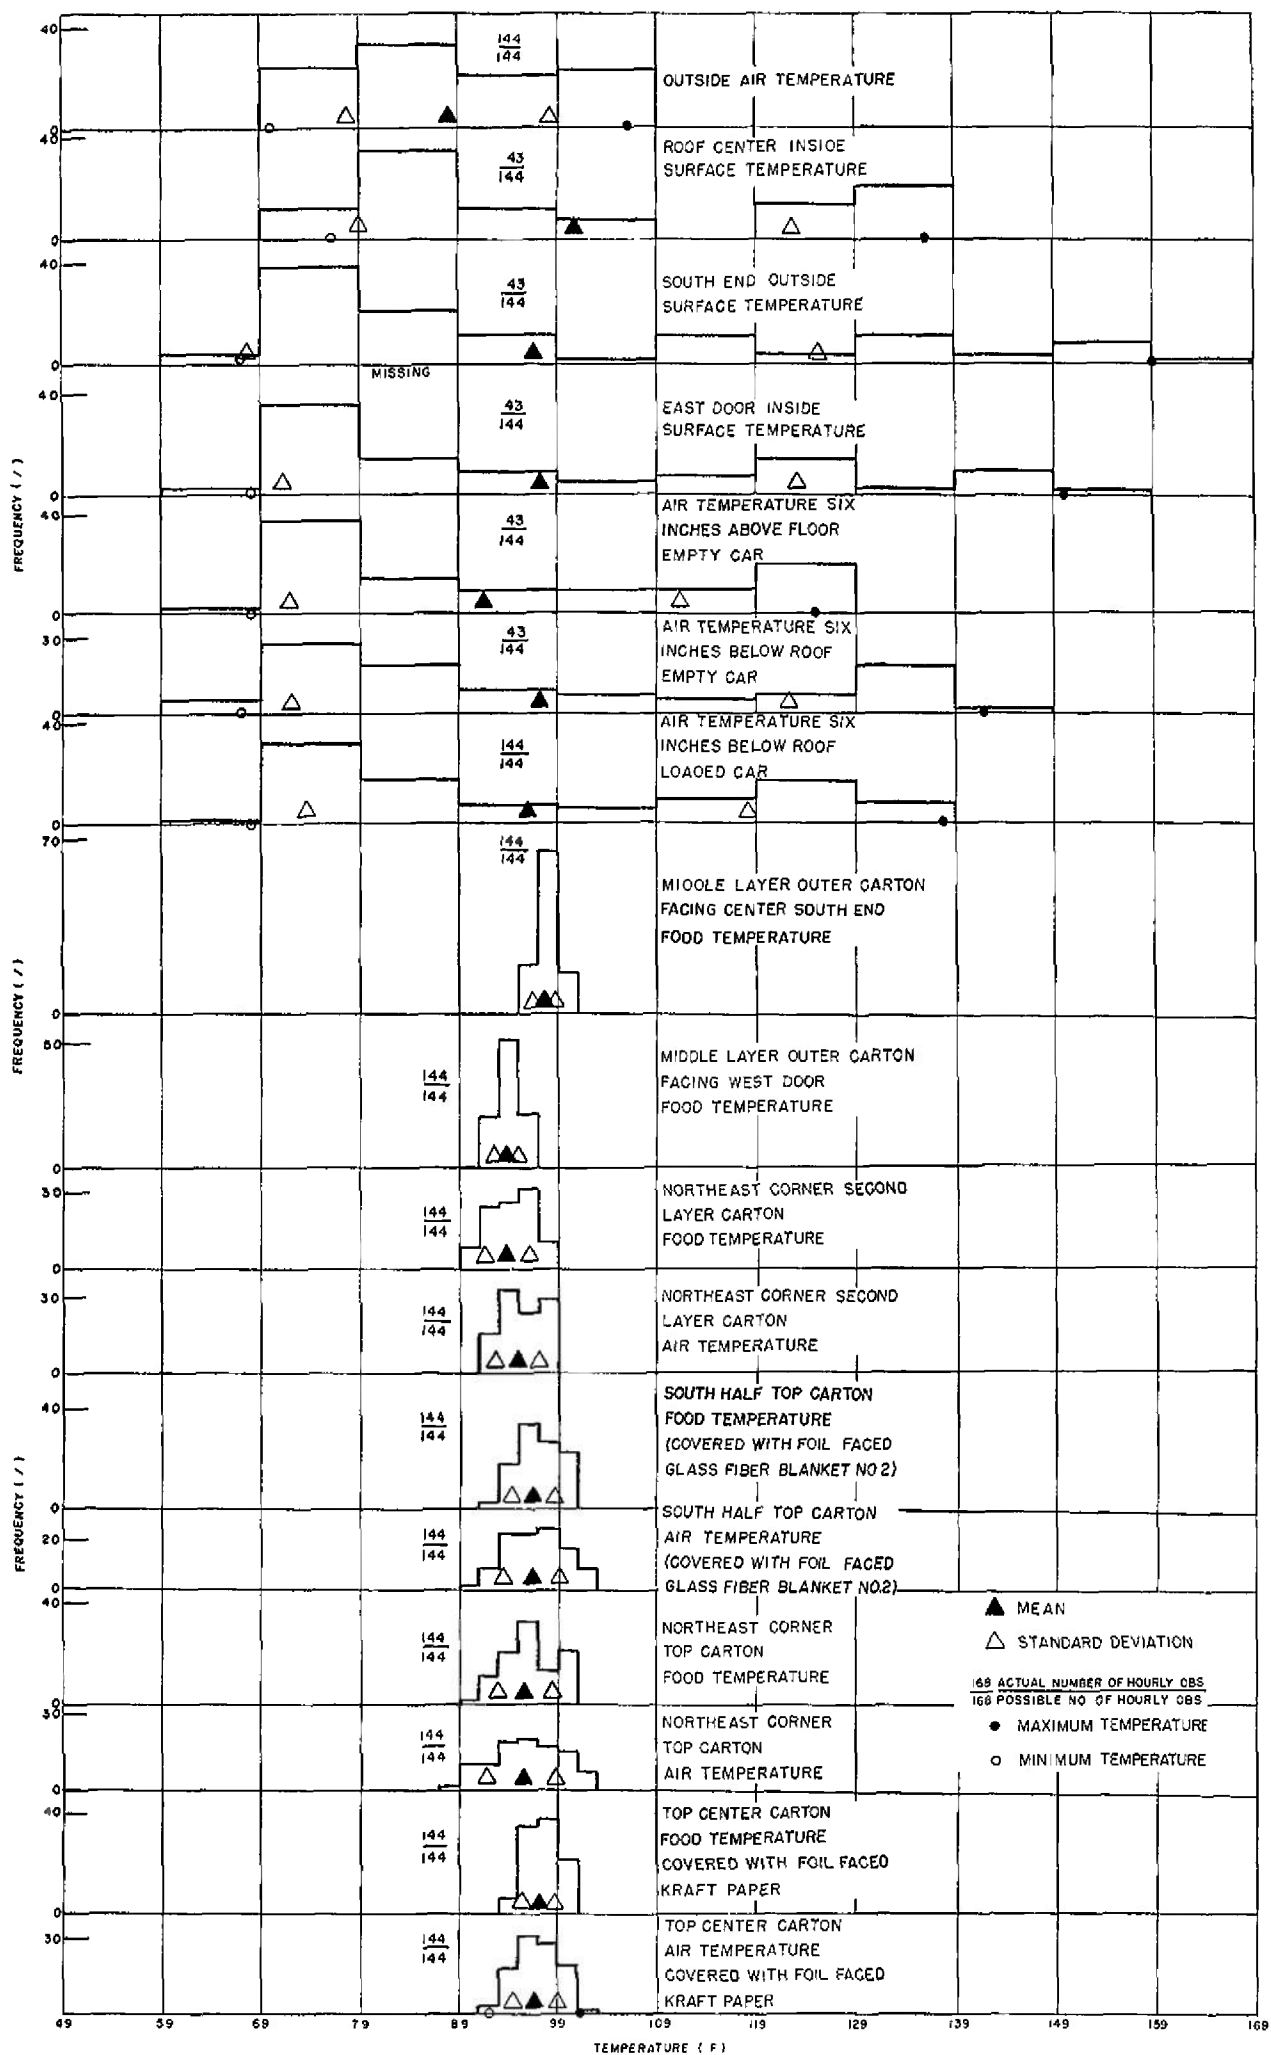 40
144
144
OUTSIDE AIR TEMPERATURE
0
40
43
144
ROOF CENTER INSIDE
SURFACE TEMPERATURE
0
40
43
144
SOUTH END OUTSIDE
SURFACE TEMPERATURE
0
MISSING
40
43
144
EAST DOOR INSIDE
SURFACE TEMPERATURE
0
FREQUENCY ( / )
40
43
144
AIR TEMPERATURE SIX
INCHES ABOVE FLOOR
EMPTY CAR
0
30
43
144
AIR TEMPERATURE SIX
INCHES BELOW ROOF
EMPTY CAR
0
40
144
144
AIR TEMPERATURE SIX
INCHES BELOW ROOF
LOADED CAR
0
70
144
144
MIDDLE LAYER OUTER CARTON
FACING CENTER SOUTH END
FOOD TEMPERATURE
0
FREQUENCY ( / )
50
144
144
MIDDLE LAYER OUTER CARTON
FACING WEST DOOR
FOOD TEMPERATURE
0
30
144
144
NORTHEAST CORNER SECOND
LAYER CARTON
FOOD TEMPERATURE
0
30
144
144
NORTHEAST CORNER SECOND
LAYER CARTON
AIR TEMPERATURE
0
40
144
144
SOUTH HALF TOP CARTON
FOOD TEMPERATURE
(COVERED WITH FOIL FACED
GLASS FIBER BLANKET NO 2)
0
FREQUENCY ( / )
20
144
144
SOUTH HALF TOP CARTON
AIR TEMPERATURE
(COVERED WITH FOIL FACED
GLASS FIBER BLANKET NO.2)
0
40
144
144
NORTHEAST CORNER
TOP CARTON
FOOD TEMPERATURE
0
30
144
144
NORTHEAST CORNER
TOP CARTON
AIR TEMPERATURE
0
MEAN
STANDARD DEVIATION
168 ACTUAL NUMBER OF HOURLY OBS
168 POSSIBLE NO OF HOURLY OBS
MAXIMUM TEMPERATURE
MINIMUM TEMPERATURE
40
144
144
TOP CENTER CARTON
FOOD TEMPERATURE
COVERED WITH FOIL FACED
KRAFT PAPER
0
30
144
144
TOP CENTER CARTON
AIR TEMPERATURE
COVERED WITH FOIL FACED
KRAFT PAPER
49 59 69 79 89 99 109 119 129 139 149 159 169
TEMPERATURE ( F )